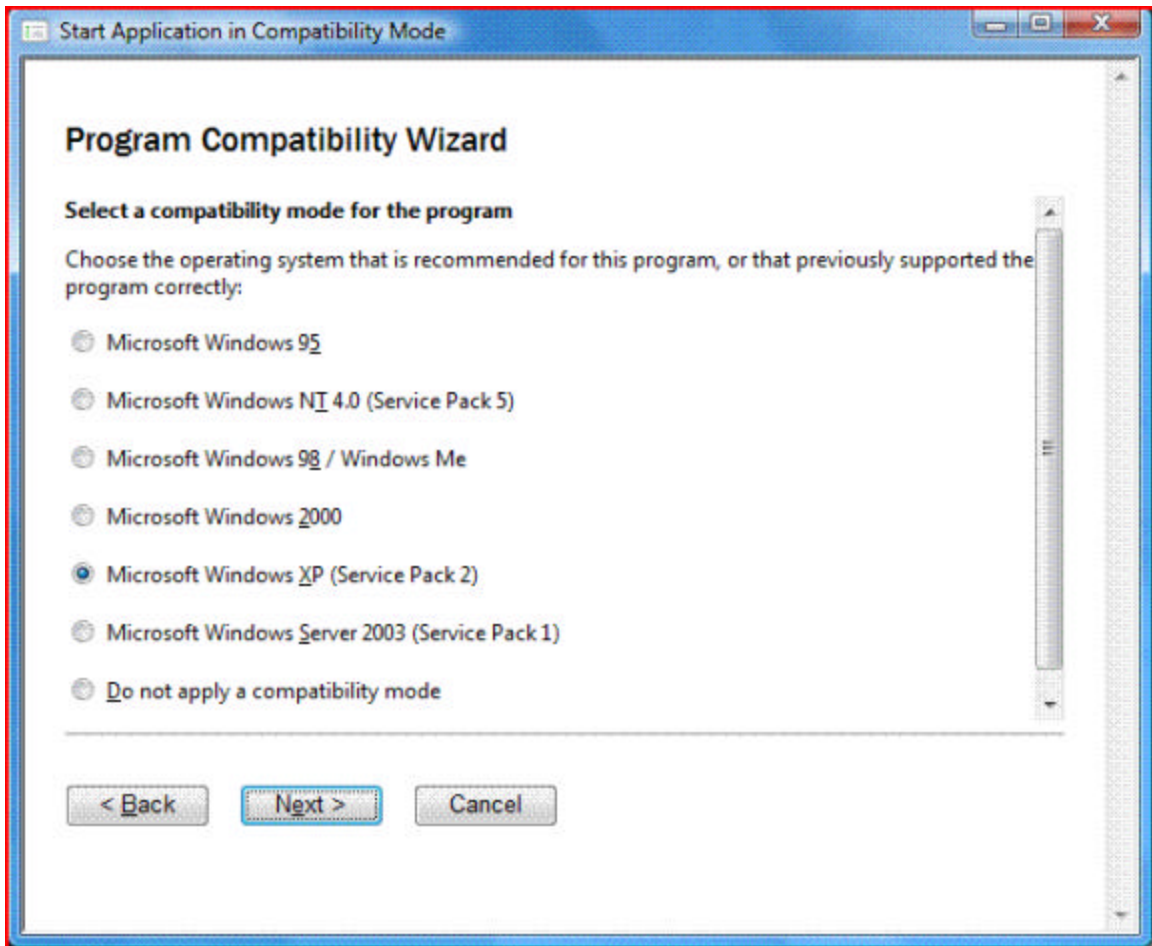 Start Application in Compatibility Mode
Program Compatibility Wizard
Select a compatibility mode for the program
Choose the operating system that is recommended for this program, or that previously supported the
program correctly:
Microsoft Windows 95
Microsoft Windows NT 4.0 (Service Pack 5)
Microsoft Windows 98 / Windows Me
Microsoft Windows 2000
Microsoft Windows XP (Service Pack 2)
Microsoft Windows Server 2003 (Service Pack 1)
Do not apply a compatibility mode
< Back Next > Cancel